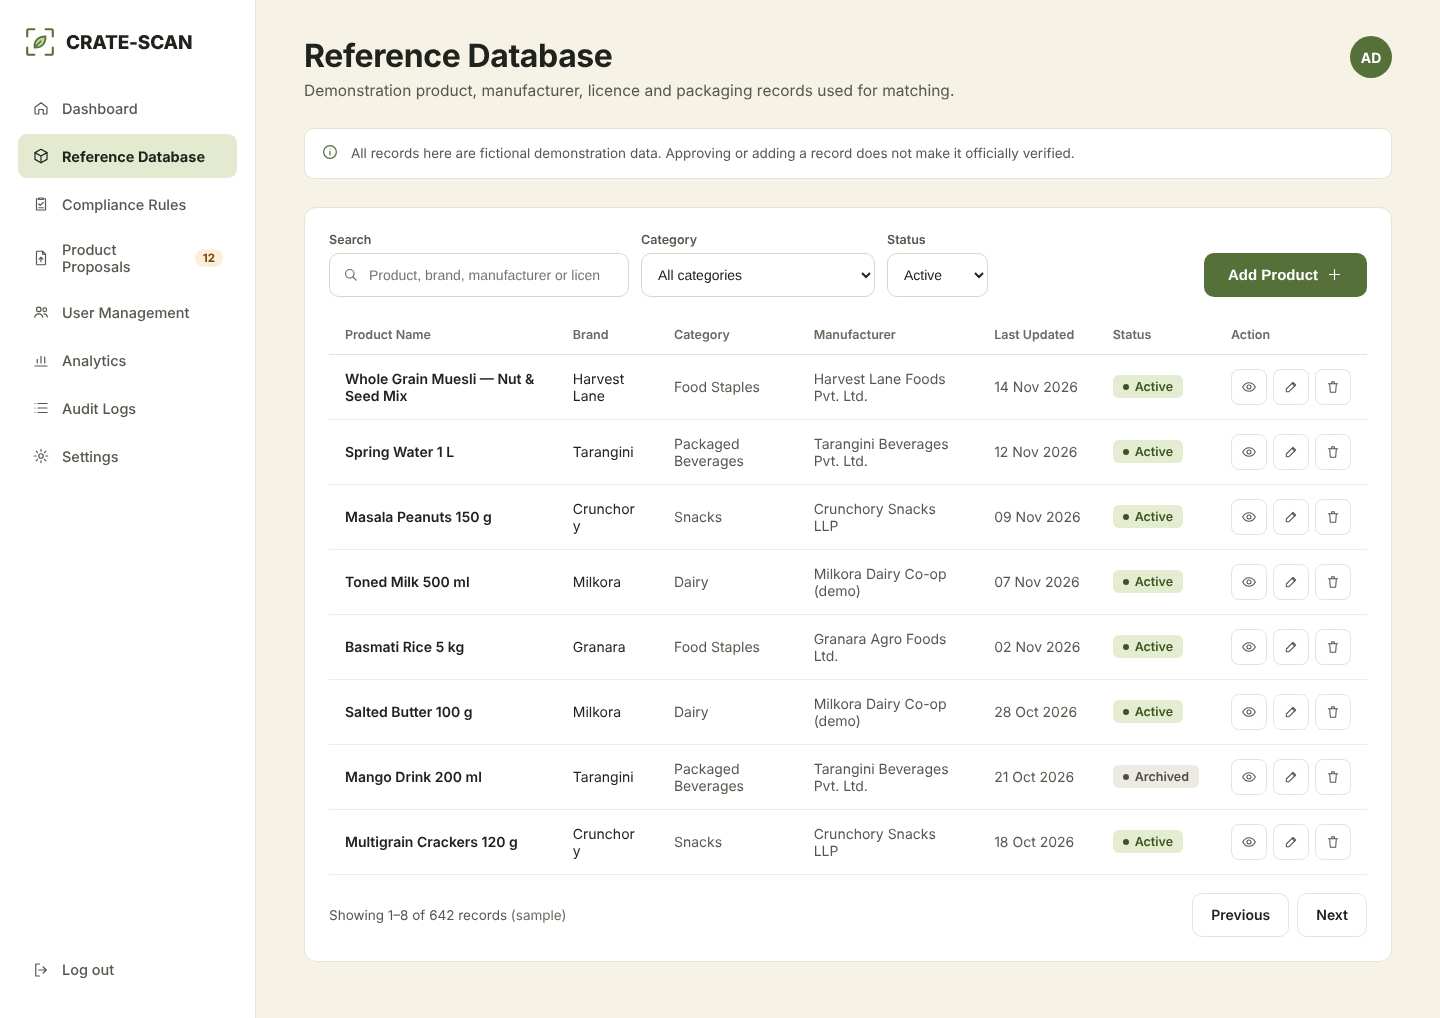 CRATE-SCAN
Dashboard
Reference Database
Compliance Rules
Product
Proposals
12
User Management
Analytics
Audit Logs
Settings
Log out
Reference Database
AD
Demonstration product, manufacturer, licence and packaging records used for matching.
All records here are fictional demonstration data. Approving or adding a record does not make it officially verified.
Search Category Status
Product, brand, manufacturer or licen All categories Active Add Product
Product Name Brand Category Manufacturer Last Updated Status Action
Whole Grain Muesli — Nut &
Seed Mix
Harvest
Lane
Food Staples
Harvest Lane Foods
Pvt. Ltd.
14 Nov 2026
Active
Spring Water 1 L
Tarangini
Packaged
Beverages
Tarangini Beverages
Pvt. Ltd.
12 Nov 2026
Active
Masala Peanuts 150 g
Crunchor
y
Snacks
Crunchory Snacks
LLP
09 Nov 2026
Active
Toned Milk 500 ml
Milkora
Dairy
Milkora Dairy Co-op
(demo)
07 Nov 2026
Active
Basmati Rice 5 kg
Granara
Food Staples
Granara Agro Foods
Ltd.
02 Nov 2026
Active
Salted Butter 100 g
Milkora
Dairy
Milkora Dairy Co-op
(demo)
28 Oct 2026
Active
Mango Drink 200 ml
Tarangini
Packaged
Beverages
Tarangini Beverages
Pvt. Ltd.
21 Oct 2026
Archived
Multigrain Crackers 120 g
Crunchor
y
Snacks
Crunchory Snacks
LLP
18 Oct 2026
Active
Showing 1–8 of 642 records (sample)
Previous Next